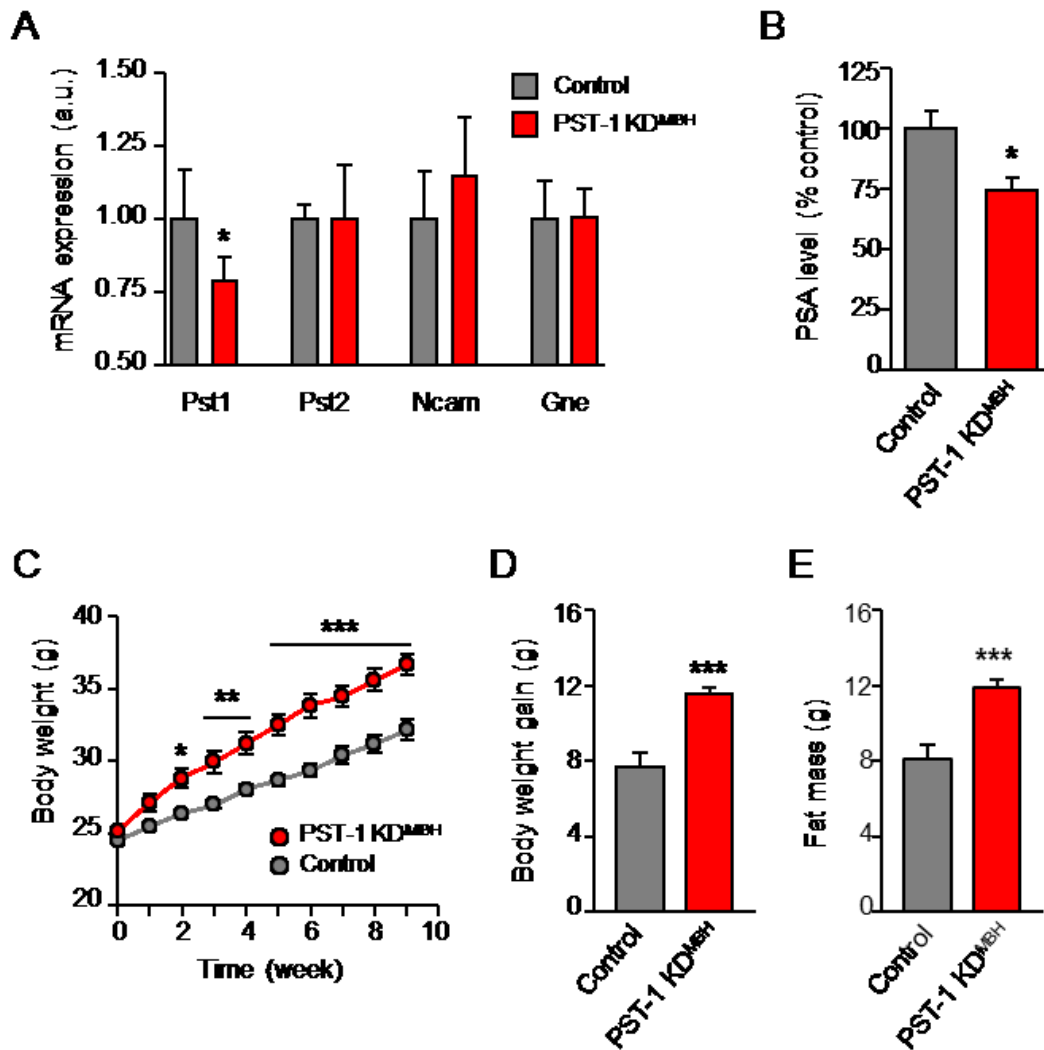 A
mRNA expression (a.u.)
1.50
1.25
1.00
0.75
0.50
Control
PST-1 KDᴹᴮᴴ
*
Pst1
Pst2
Ncam
Gne
B
PSA level (% control)
125
100
75
50
25
0
*
Control
PST-1 KDᴹᴮᴴ
C
Body weight (g)
40
35
30
25
20
*
**
***
PST-1 KDᴹᴮᴴ
Control
0 2 4 6 8 10
Time (week)
D
Body weight gain (g)
16
12
8
4
0
***
Control
PST-1 KDᴹᴮᴴ
E
Fat mass (g)
16
12
8
4
0
***
Control
PST-1 KDᴹᴮᴴ